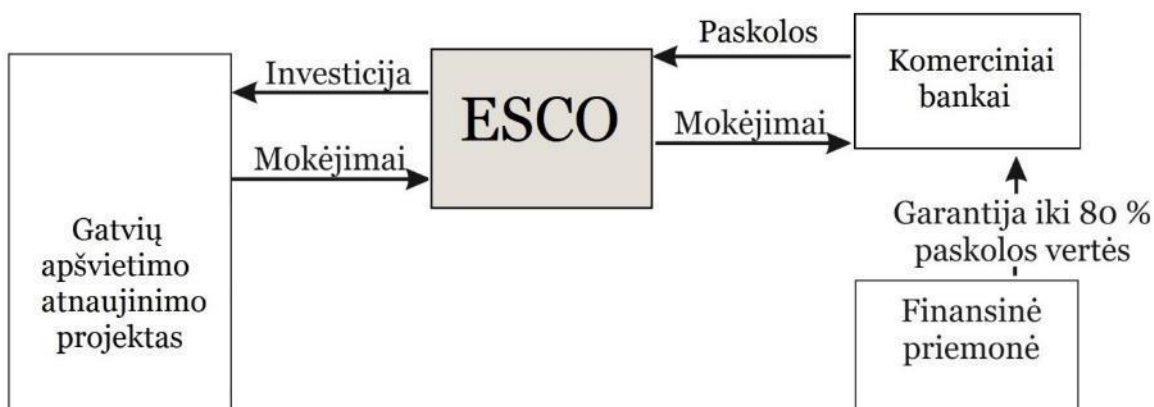 Paskolos
Komerciniai
bankai
Investicija
ESCO
Mokėjimai
Mokėjimai
Garantija iki 80 %
paskolos vertės
Gatvių
apšvietimo
atnaujinimo
projektas
Finansinė
priemonė